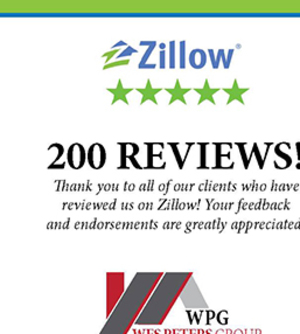 Zillow®
200 REVIEWS!
Thank you to all of our clients who have
reviewed us on Zillow! Your feedback
and endorsements are greatly appreciated
WPG
WES PETERS GROUP